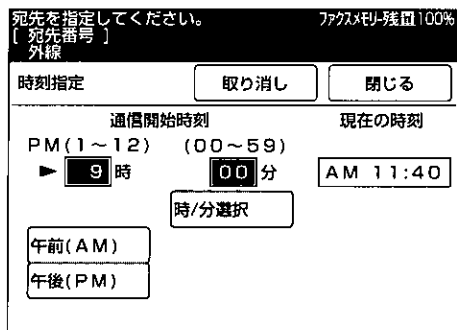 宛先を指定してください。 ファクスメモリー残量100%
[ 宛先番号 ]
外線
時刻指定 取り消し 閉じる
通信開始時刻 現在の時刻
PM(1～12) (00～59)
▶ 9 時 00 分 AM 11:40
時/分選択
午前(AM)
午後(PM)